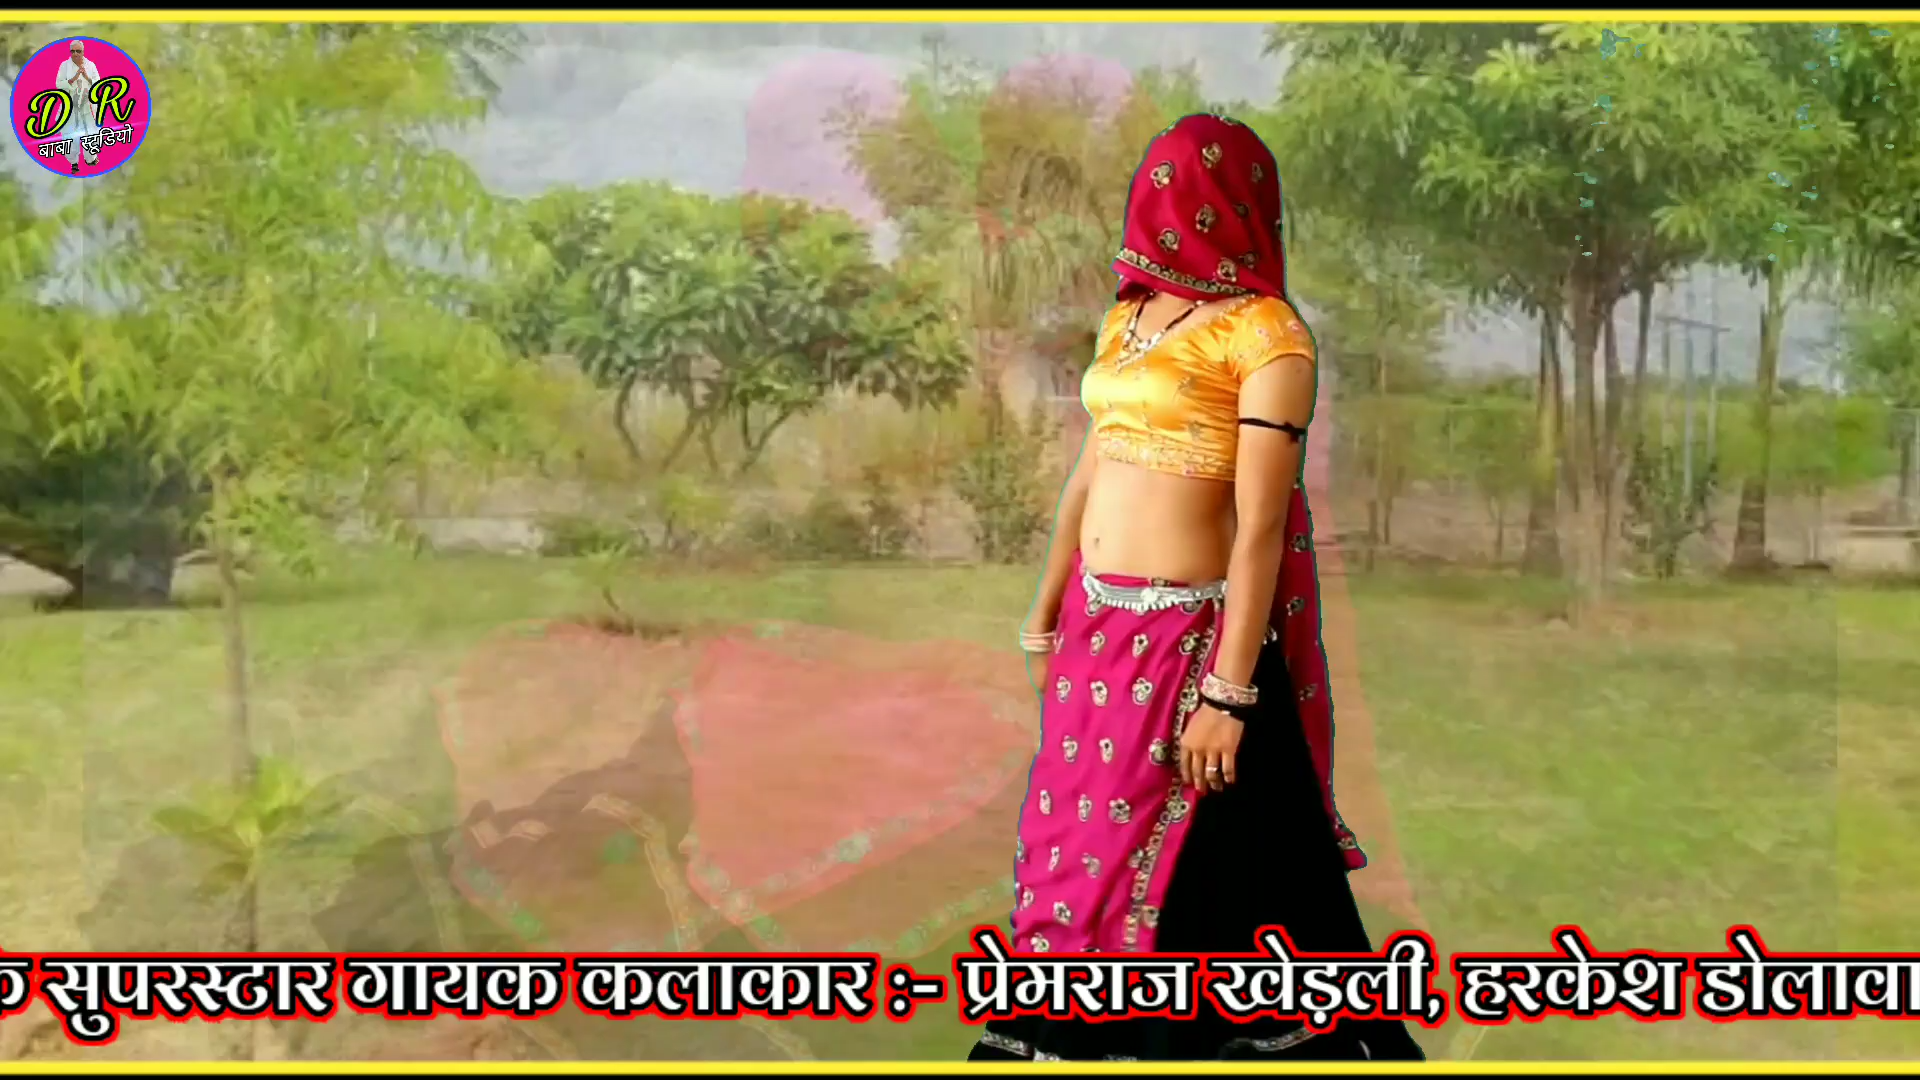 D R
बाबा स्टूडियो
सुपरस्टार गायक कलाकार :- प्रेमराज खेड़ली, हरकेश डोलावा